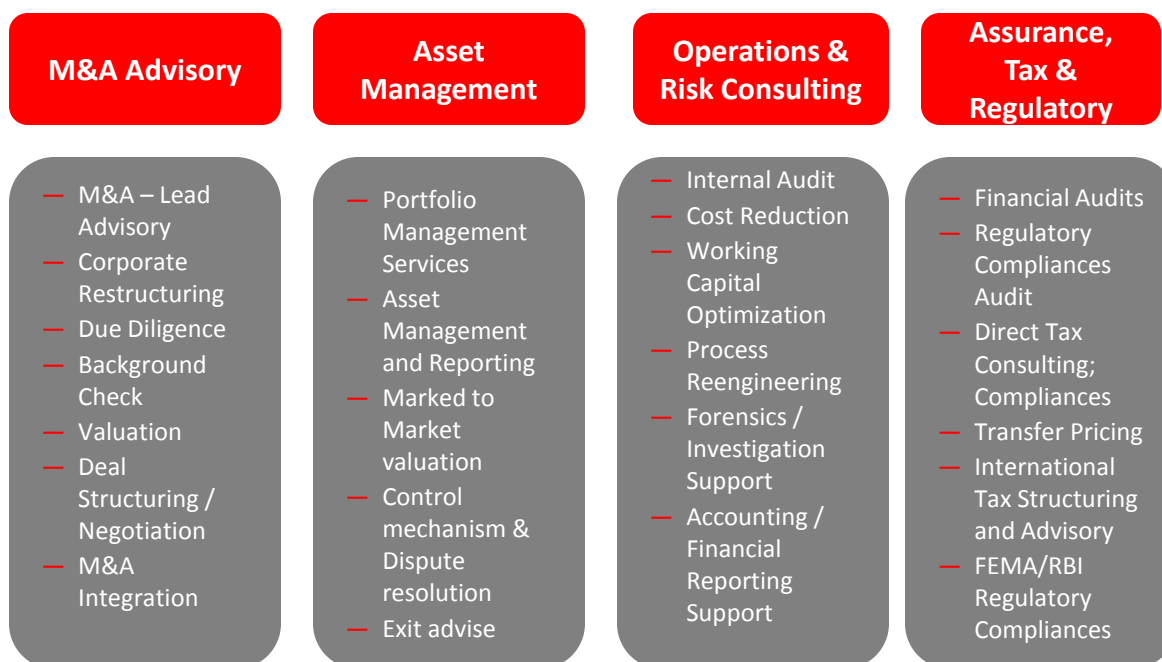 M&A Advisory
Asset
Management
Operations &
Risk Consulting
Assurance,
Tax &
Regulatory
— M&A – Lead
Advisory
— Corporate
Restructuring
— Due Diligence
— Background
Check
— Valuation
— Deal
Structuring /
Negotiation
— M&A
Integration
— Portfolio
Management
Services
— Asset
Management
and Reporting
— Marked to
Market
valuation
— Control
mechanism &
Dispute
resolution
— Exit advise
— Internal Audit
— Cost Reduction
— Working
Capital
Optimization
— Process
Reengineering
— Forensics /
Investigation
Support
— Accounting /
Financial
Reporting
Support
— Financial Audits
— Regulatory
Compliances
Audit
— Direct Tax
Consulting;
Compliances
— Transfer Pricing
— International
Tax Structuring
and Advisory
— FEMA/RBI
Regulatory
Compliances